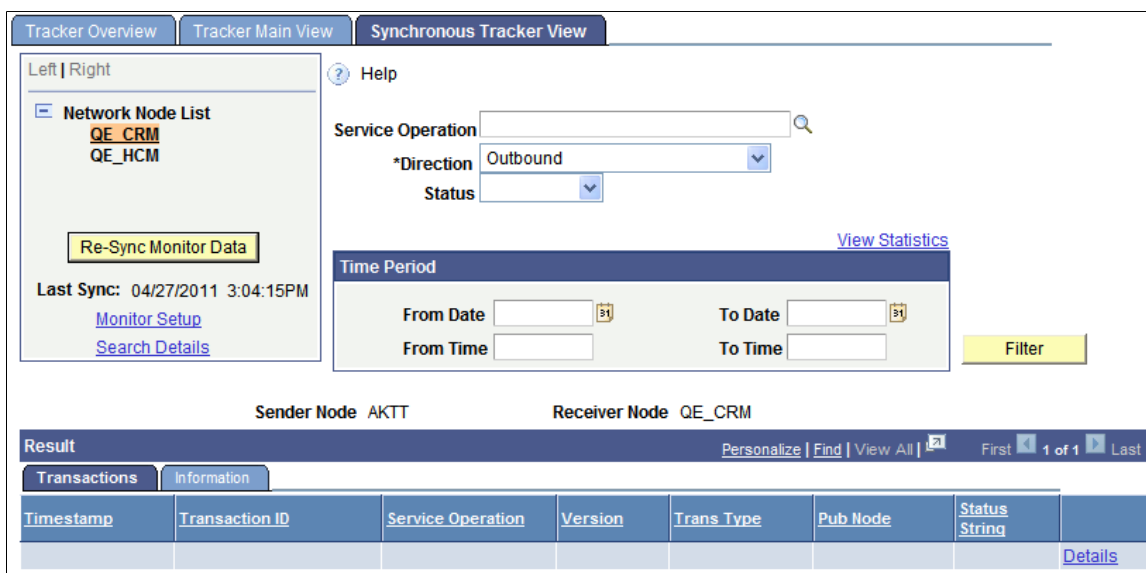 Tracker Overview Tracker Main View Synchronous Tracker View
Left | Right
Help
Network Node List
QE_CRM
QE_HCM
Service Operation
*Direction Outbound
Status
Re-Sync Monitor Data
View Statistics
Last Sync: 04/27/2011 3:04:15PM
Monitor Setup
Search Details
Time Period
From Date 31 To Date 31
From Time To Time
Filter
Sender Node AKTT Receiver Node QE_CRM
Result Personalize | Find | View All | First 1 of 1 Last
Transactions Information
Timestamp Transaction ID Service Operation Version Trans Type Pub Node Status String
Details